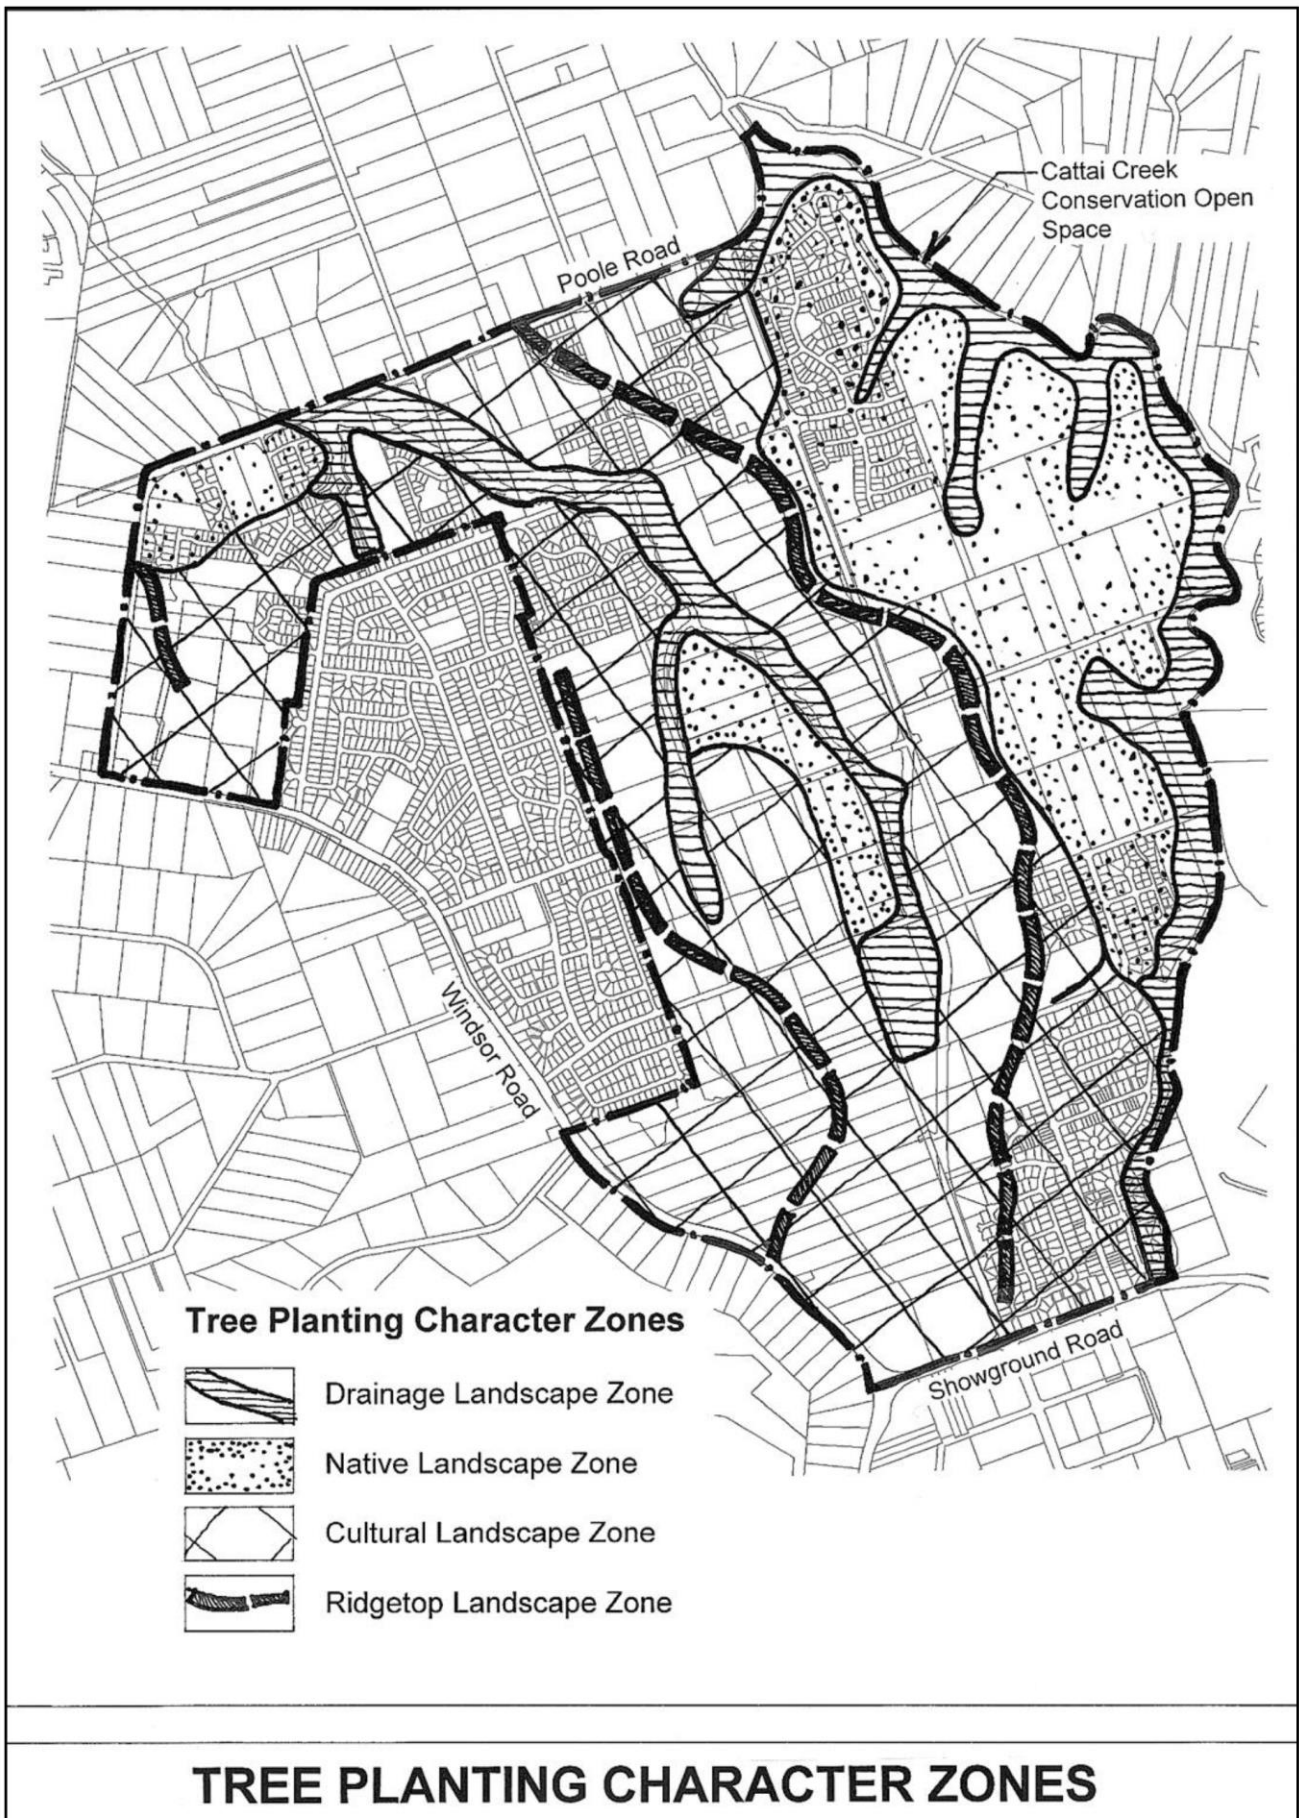 Cattai Creek
Conservation Open
Space
Poole Road
Windsor Road
Showground Road
Tree Planting Character Zones
Drainage Landscape Zone
Native Landscape Zone
Cultural Landscape Zone
Ridgetop Landscape Zone
TREE PLANTING CHARACTER ZONES